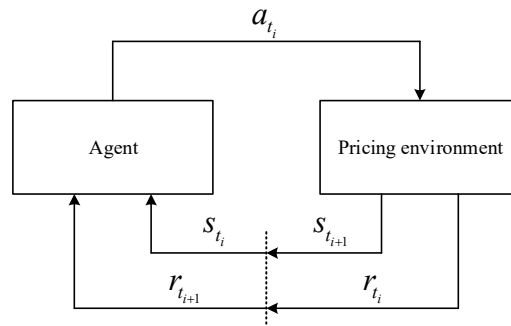 a_{t_i}
Agent
Pricing environment
s_{t_i}
s_{t_{i+1}}
r_{t_{i+1}}
r_{t_i}